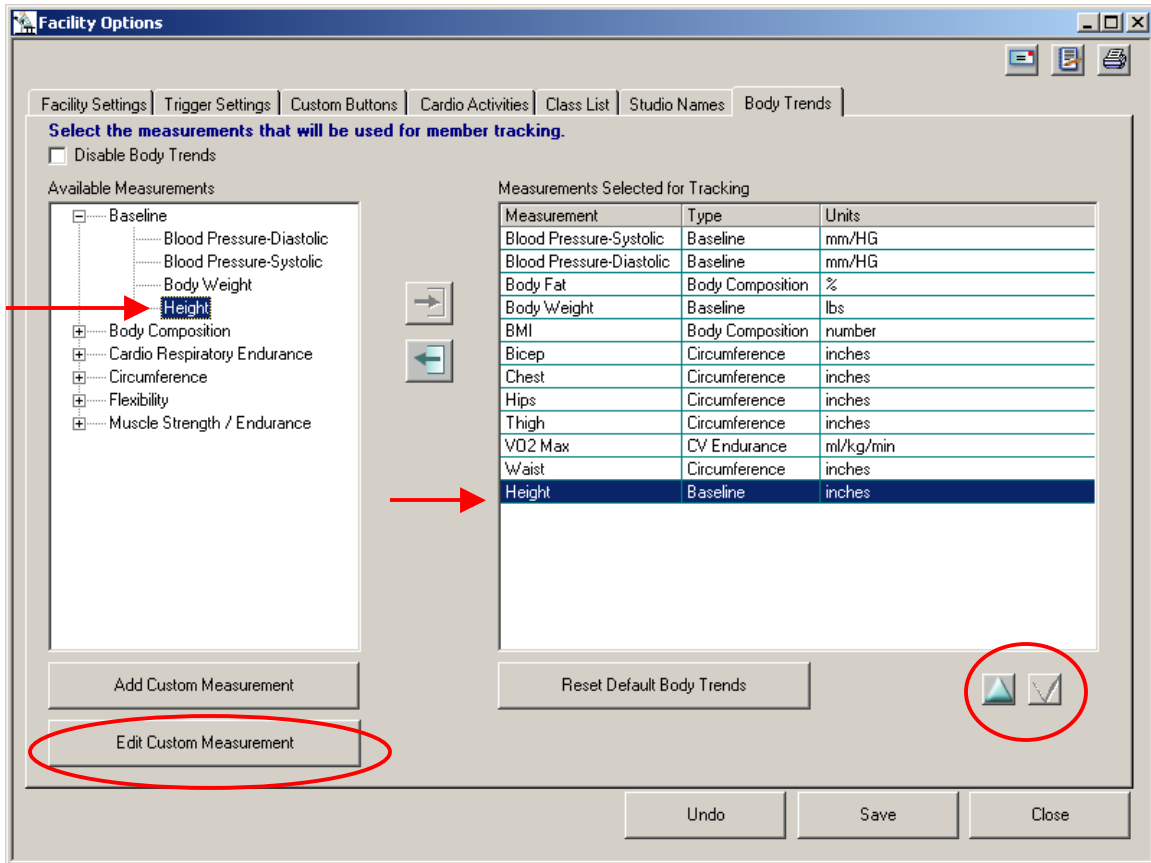 Facility Options
Facility Settings Trigger Settings Custom Buttons Cardio Activities Class List Studio Names Body Trends
Select the measurements that will be used for member tracking.
Disable Body Trends
Available Measurements
Baseline
Blood Pressure-Diastolic
Blood Pressure-Systolic
Body Weight
Height
Body Composition
Cardio Respiratory Endurance
Circumference
Flexibility
Muscle Strength / Endurance
Measurements Selected for Tracking
Measurement Type Units
Blood Pressure-Systolic Baseline mm/HG
Blood Pressure-Diastolic Baseline mm/HG
Body Fat Body Composition %
Body Weight Baseline lbs
BMI Body Composition number
Bicep Circumference inches
Chest Circumference inches
Hips Circumference inches
Thigh Circumference inches
VO2 Max CV Endurance ml/kg/min
Waist Circumference inches
Height Baseline inches
Add Custom Measurement
Reset Default Body Trends
Edit Custom Measurement
Undo Save Close